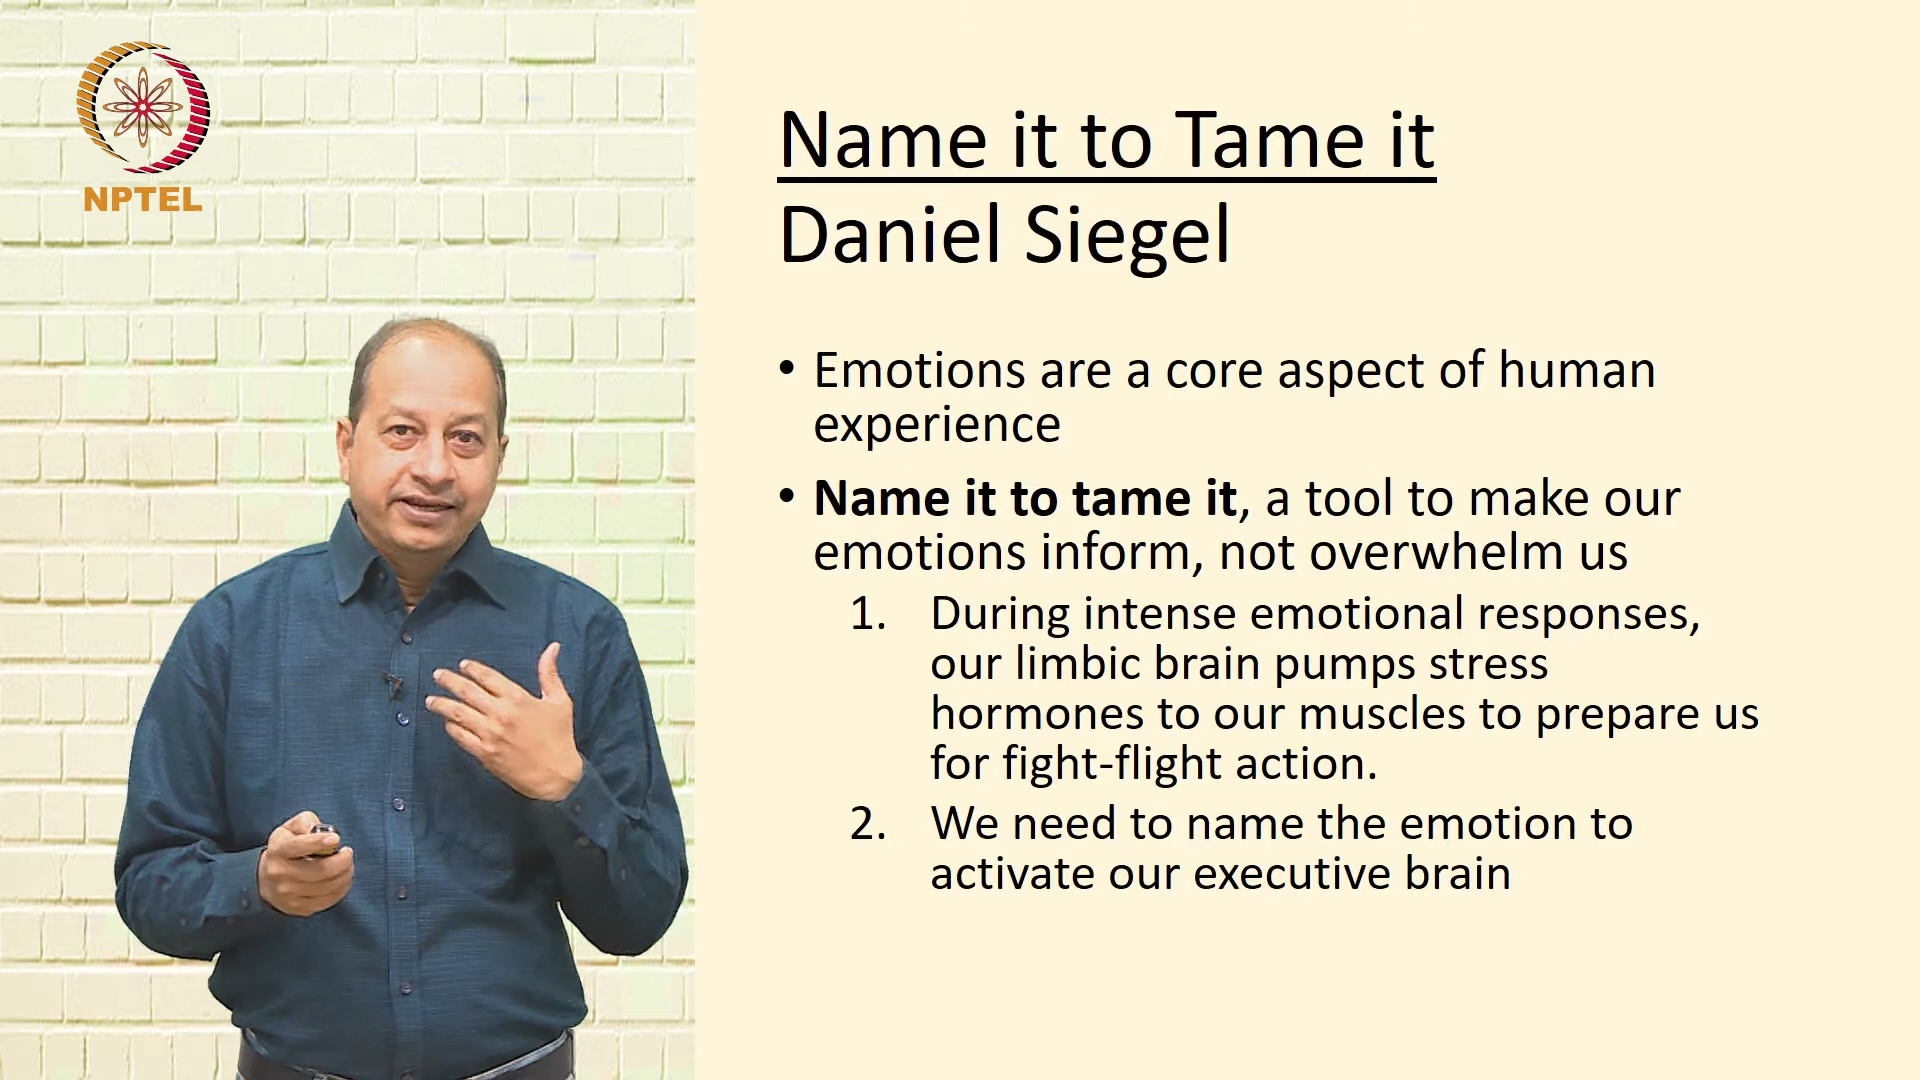 NPTEL
Name it to Tame it
Daniel Siegel
• Emotions are a core aspect of human
experience
• Name it to tame it, a tool to make our
emotions inform, not overwhelm us
1. During intense emotional responses,
our limbic brain pumps stress
hormones to our muscles to prepare us
for fight-flight action.
2. We need to name the emotion to
activate our executive brain